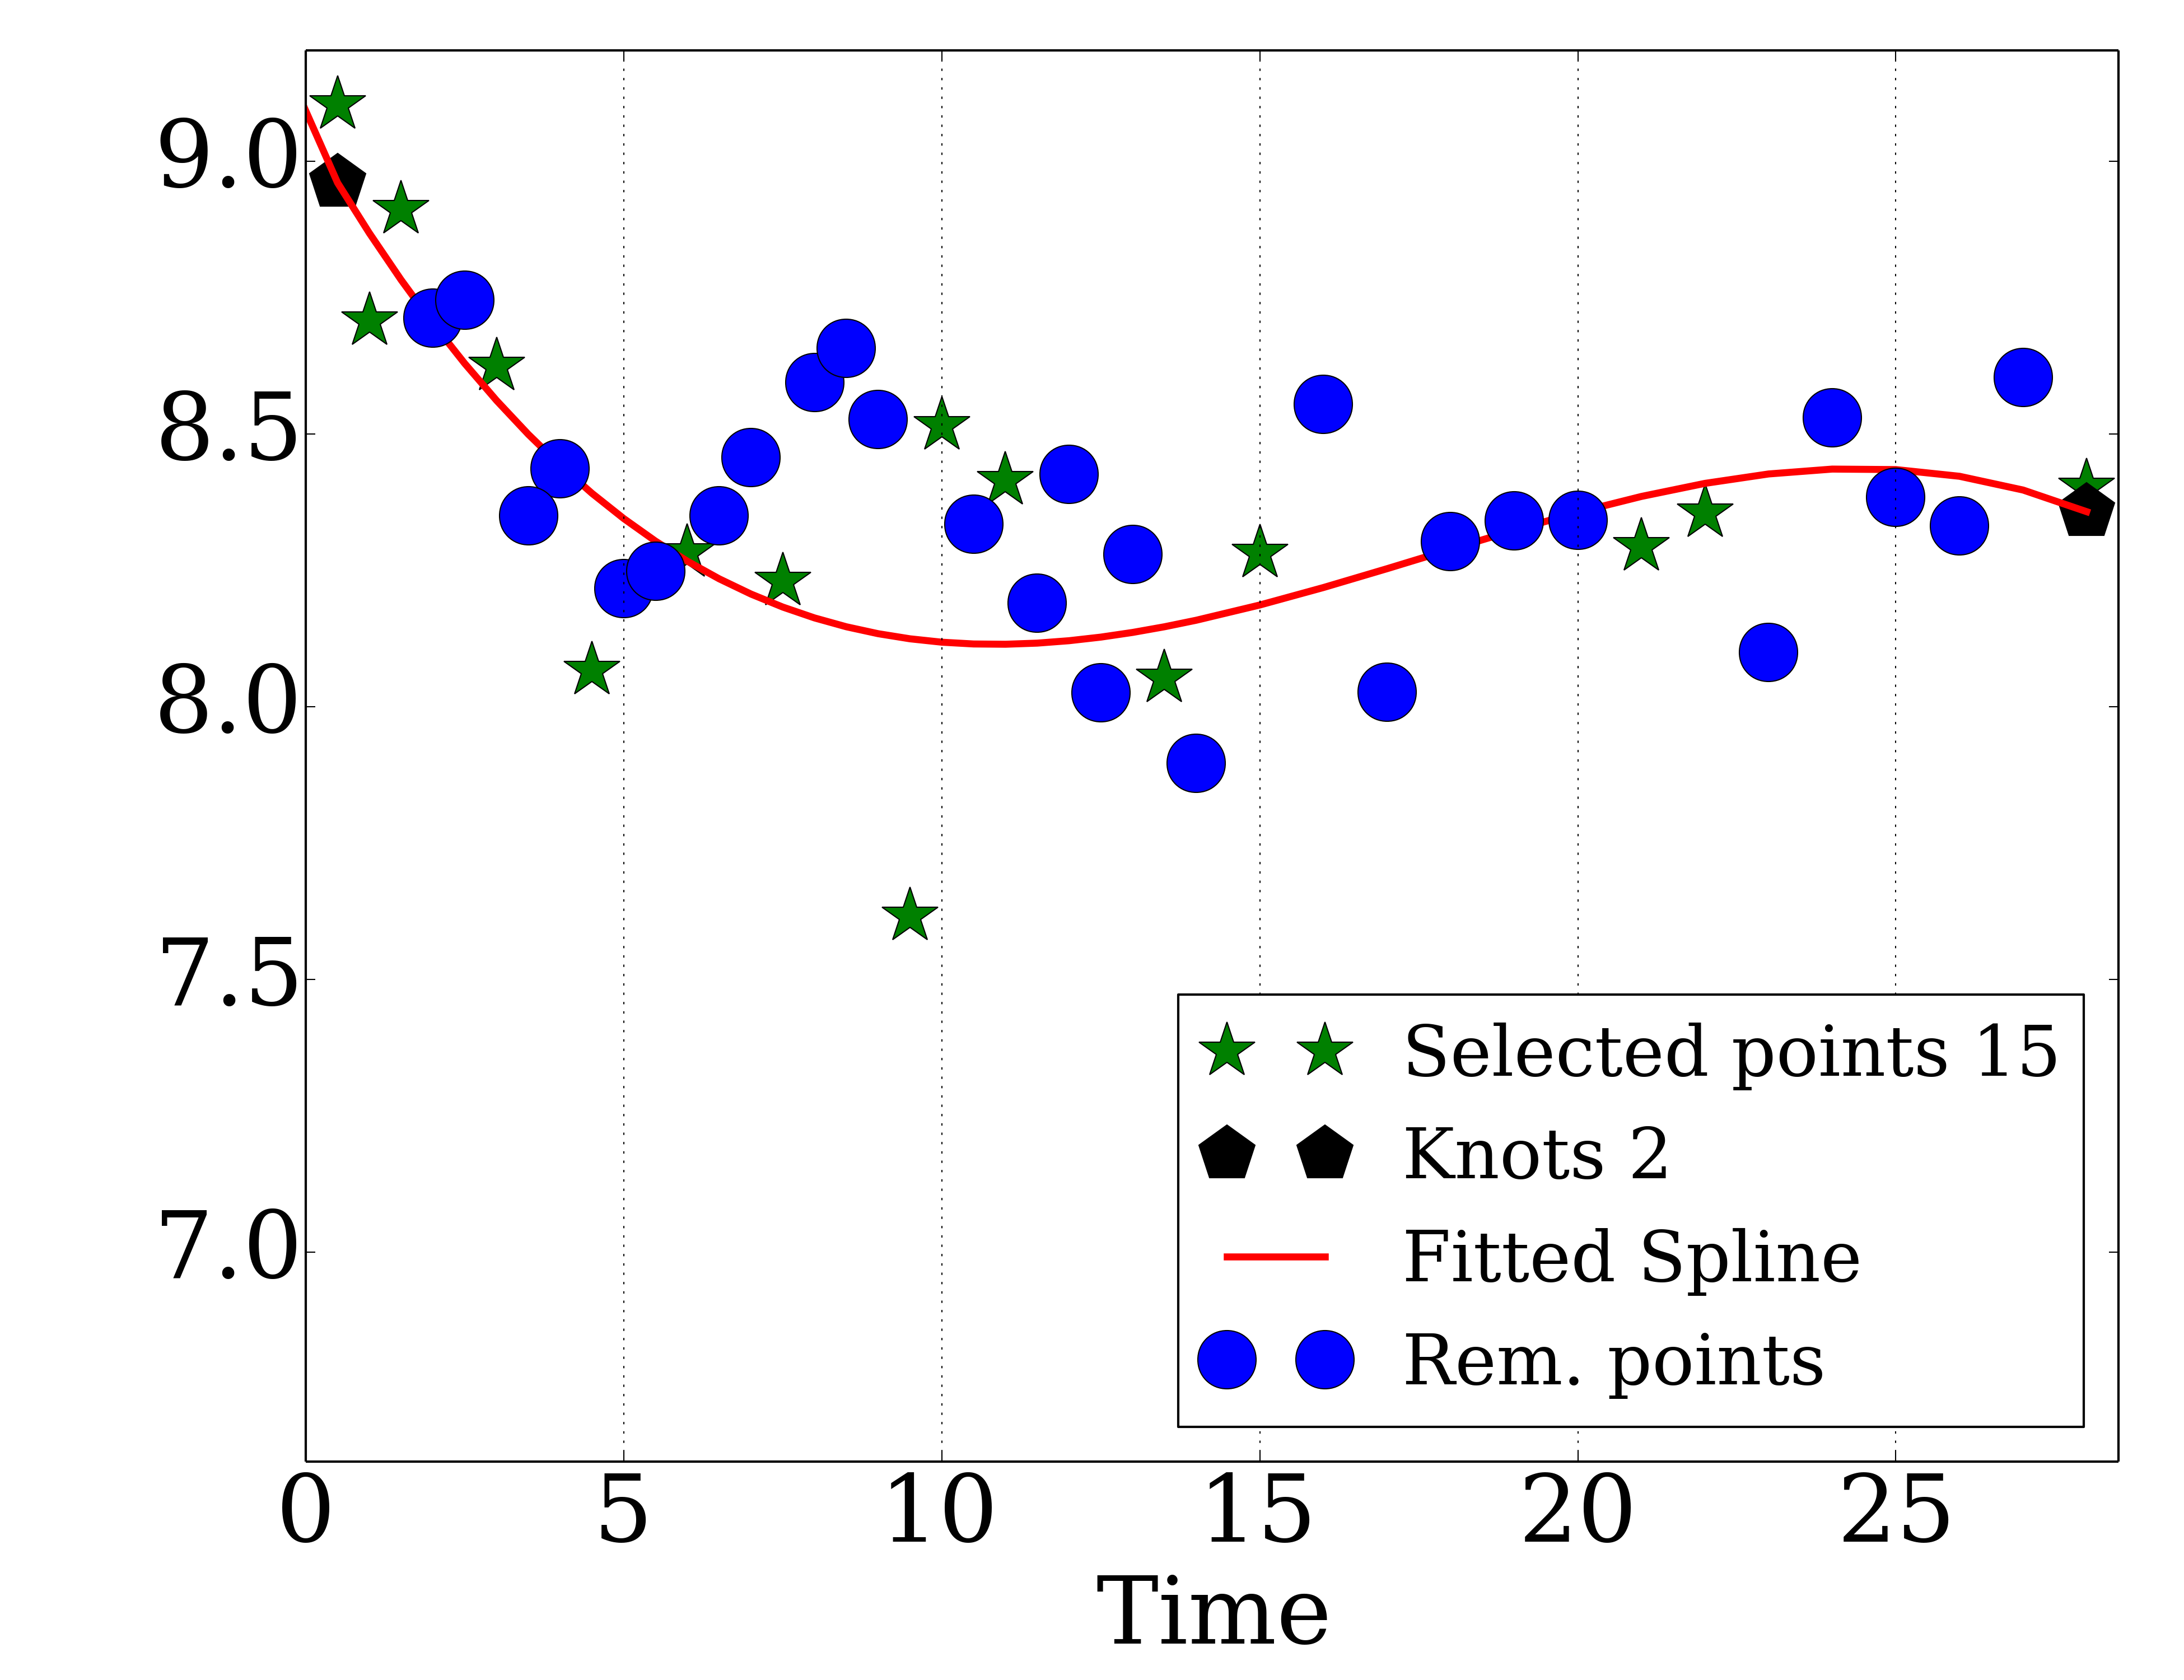 9.0
8.5
8.0
7.5
7.0
Selected points 15
Knots 2
Fitted Spline
Rem. points
0 5 10 15 20 25
Time